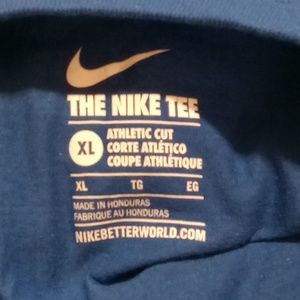 THE NIKE TEE
XL
ATHLETIC CUT
CORTE ATLÉTICO
COUPE ATHLÉTIQUE
XL TG EG
MADE IN HONDURAS
FABRIQUE AU HONDURAS
NIKEBETTERWORLD.COM